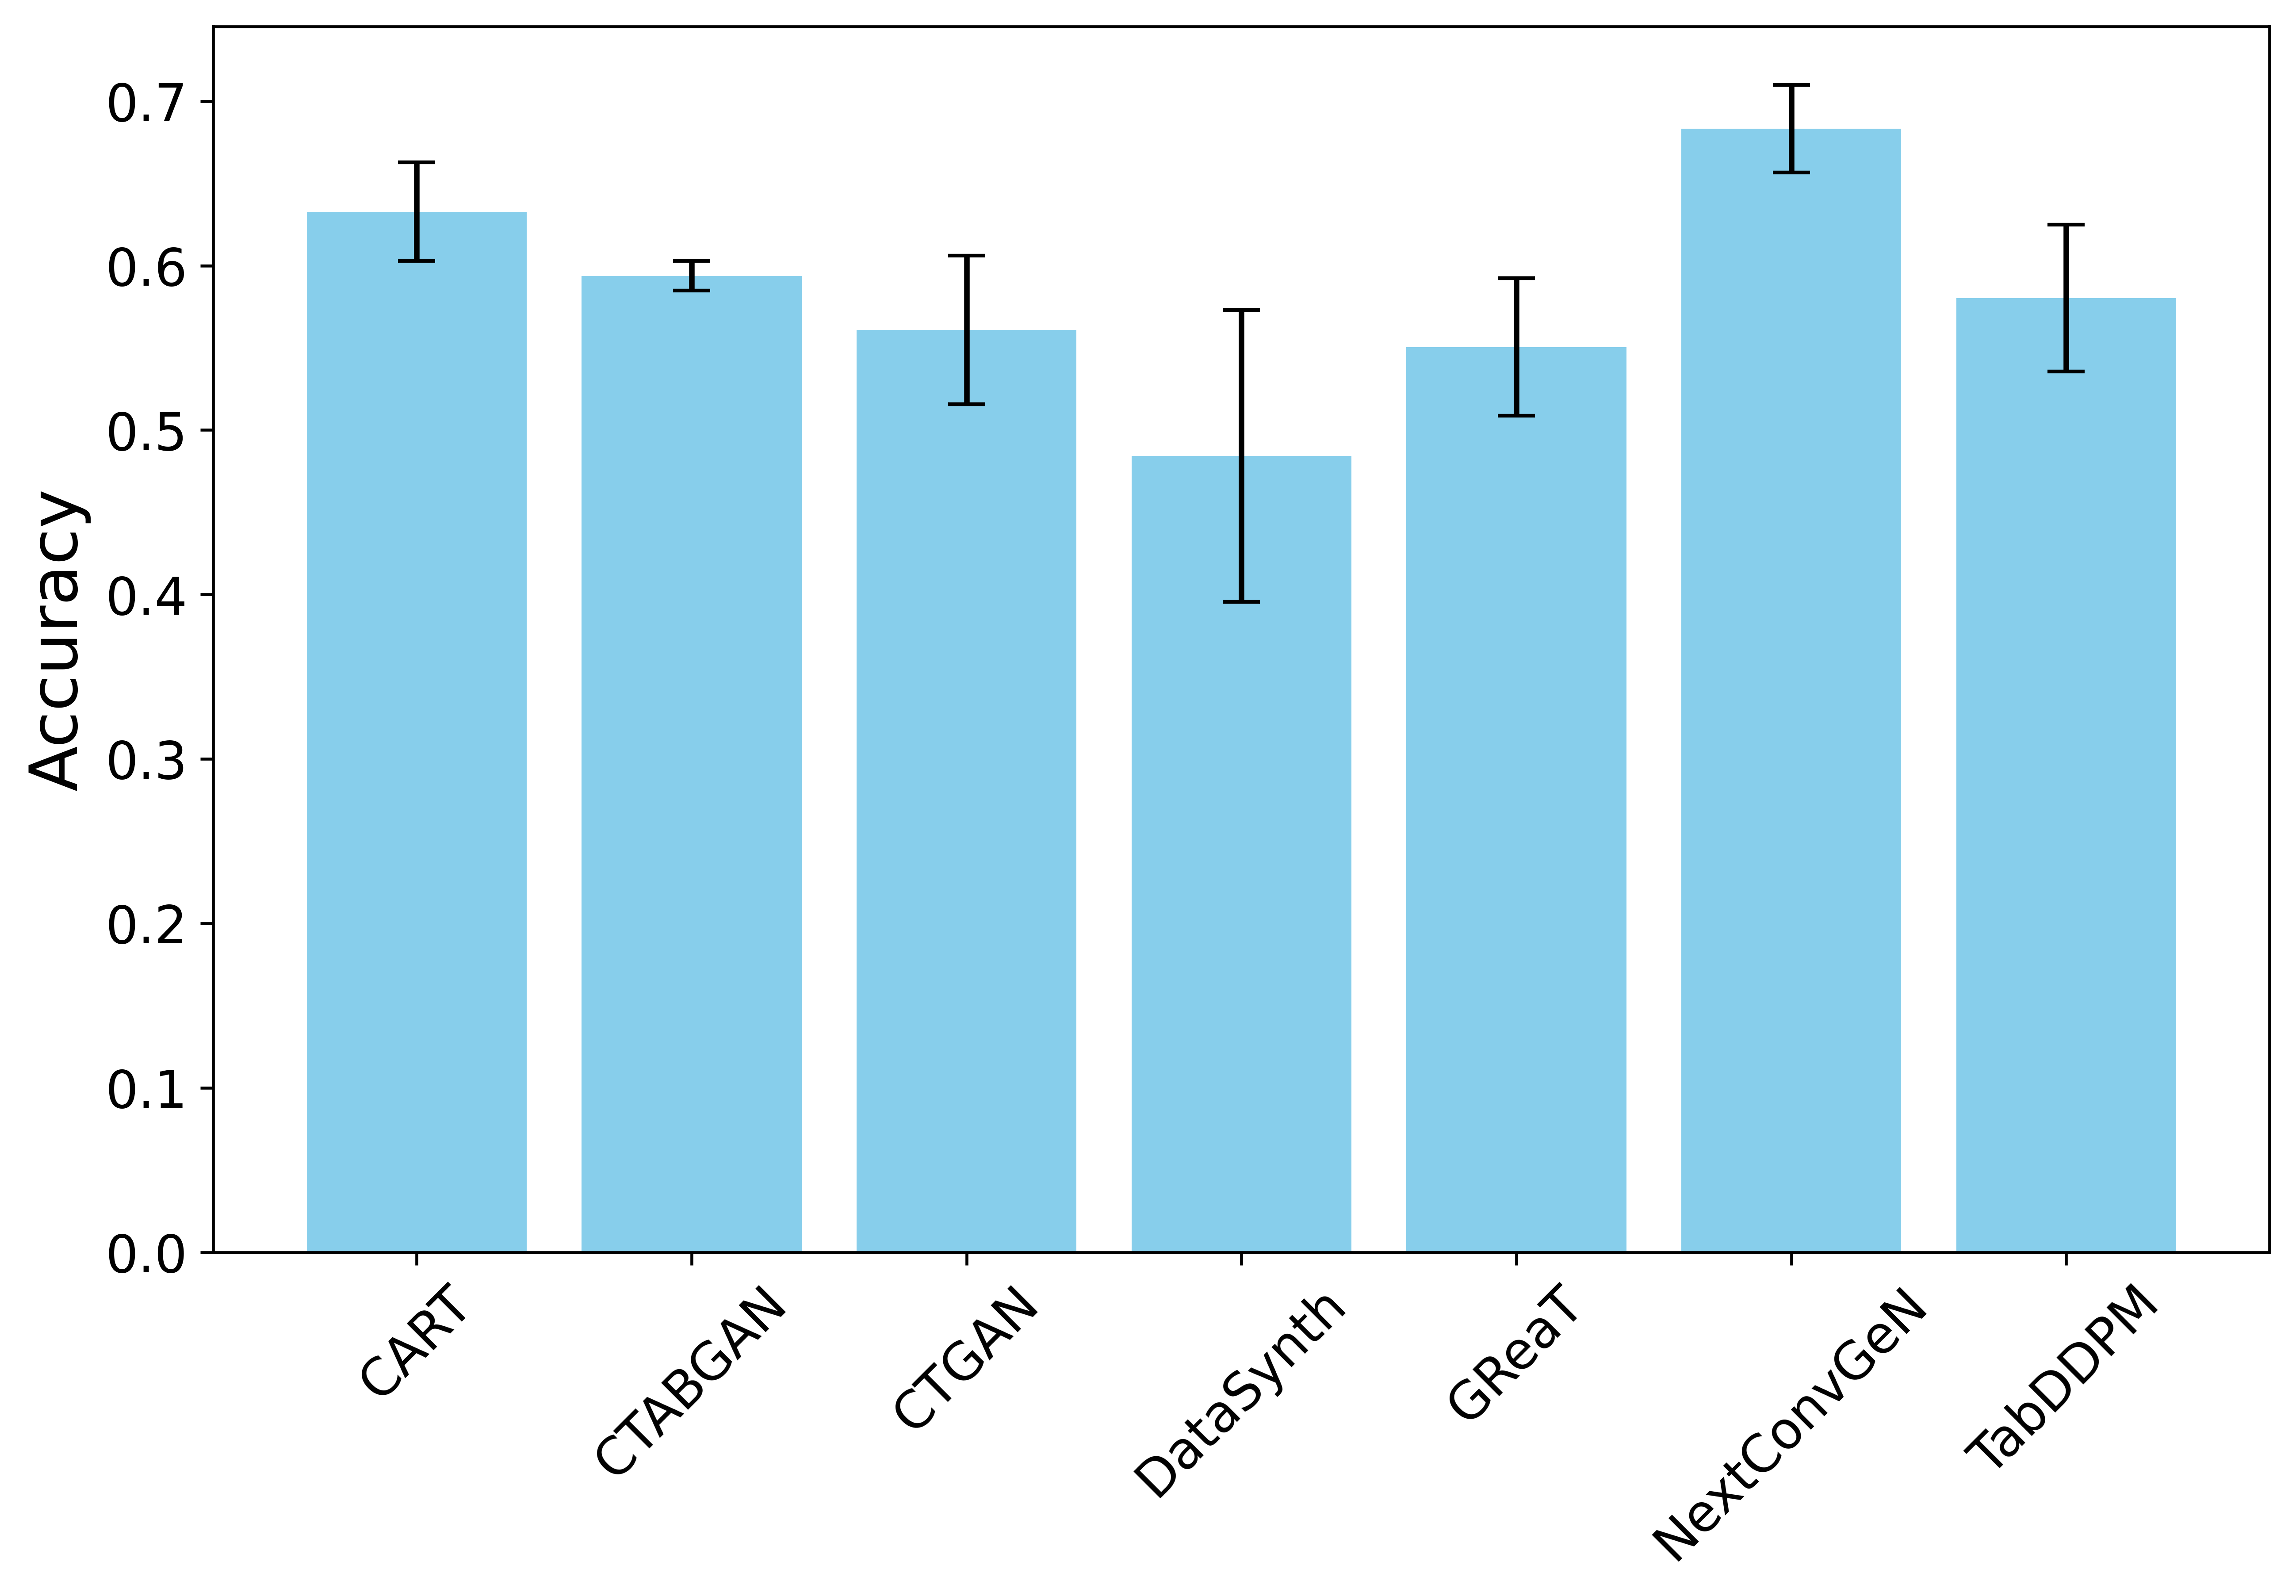 Accuracy
0.7
0.6
0.5
0.4
0.3
0.2
0.1
0.0
CART
CTABGAN
CTGAN
DataSynth
GReaT
NextConvGeN
TabDDPM